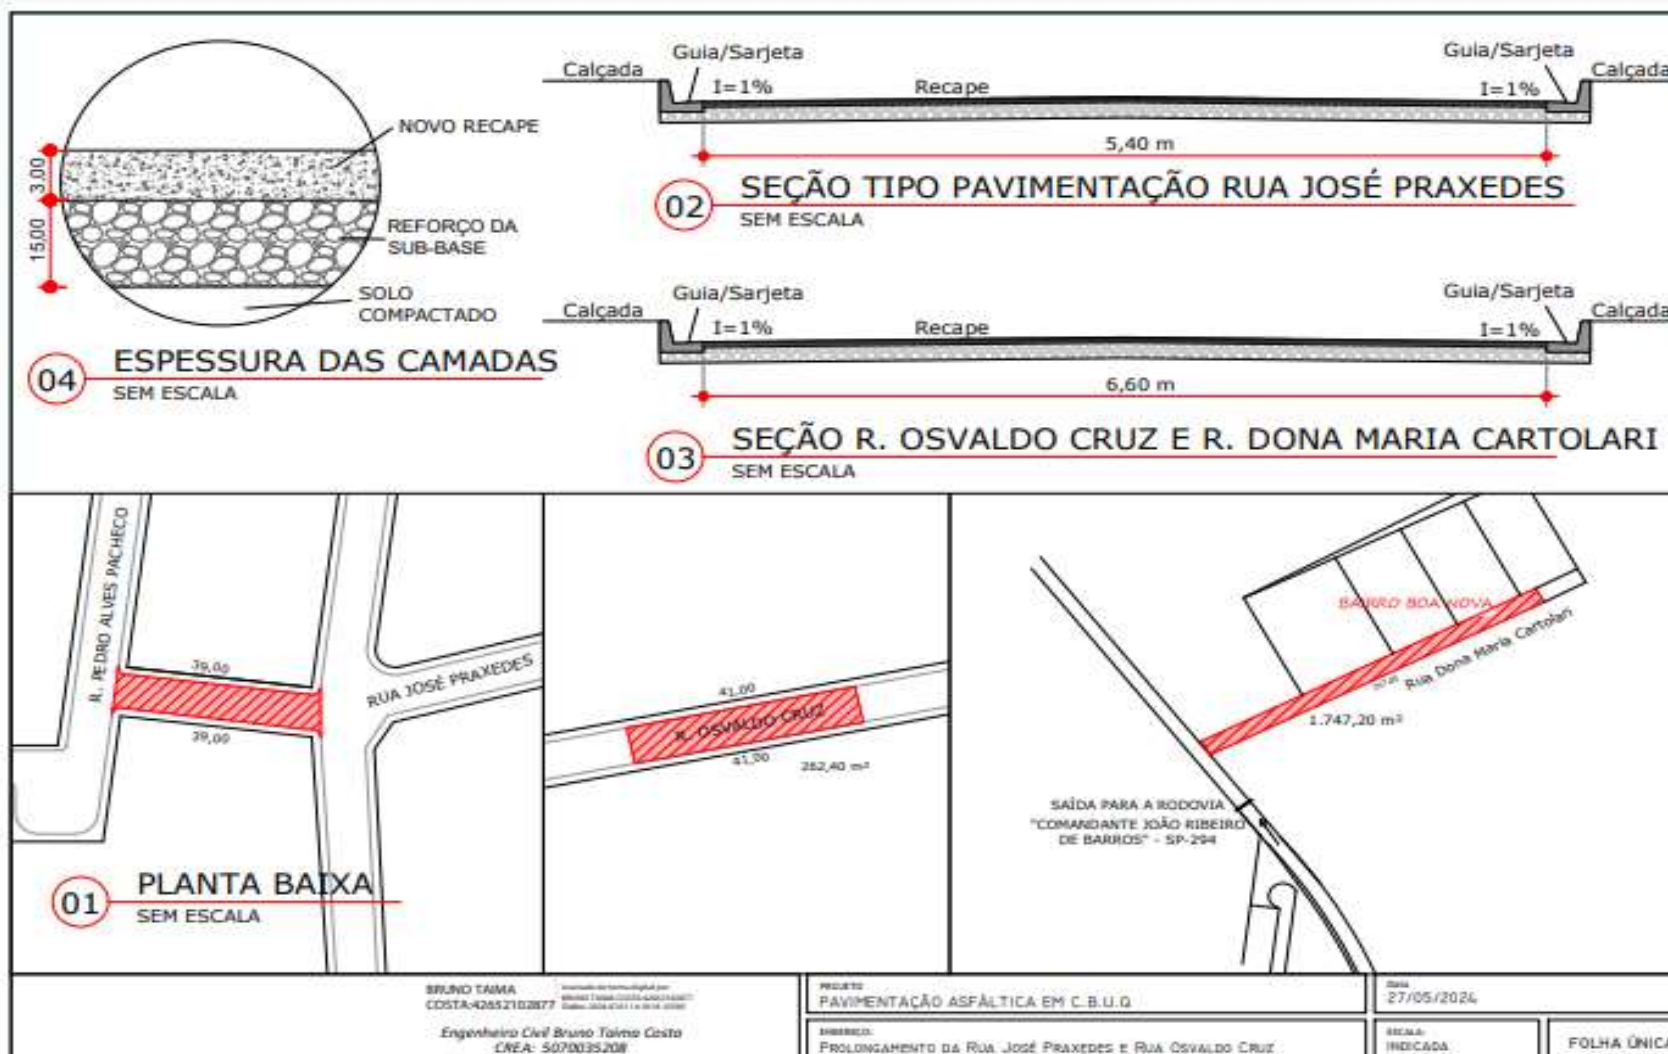 NOVO RECAPE
3,00
15,00
REFORÇO DA
SUB-BASE
SOLO
COMPACTADO
04
ESPESSURA DAS CAMADAS
SEM ESCALA
Calçada
Guia/Sarjeta
I=1%
Recape
Guia/Sarjeta
I=1%
Calçada
5,40 m
02
SEÇÃO TIPO PAVIMENTAÇÃO RUA JOSÉ PRAXEDES
SEM ESCALA
Calçada
Guia/Sarjeta
I=1%
Recape
Guia/Sarjeta
I=1%
Calçada
6,60 m
03
SEÇÃO R. OSVALDO CRUZ E R. DONA MARIA CARTOLARI
SEM ESCALA
R. PEDRO ALVES PACHECO
39,00
39,00
RUA JOSÉ PRAXEDES
01
PLANTA BAIXA
SEM ESCALA
41,00
R. OSVALDO CRUZ
41,00
262,40 m²
BAIRRO BOA NOVA
Rua Dona Maria Cartolari
1.747,20 m²
SAÍDA PARA A RODOVIA
"COMANDANTE JOÃO RIBEIRO
DE BARROS" - SP-294
BRUNO TAIMA
COSTA:42652102877
Engenheiro Civil Bruno Taima Costa
CREA: 5070035208
PROJETO
PAVIMENTAÇÃO ASFÁLTICA EM C.B.U.Q
ENDEREÇO:
PROLONGAMENTO DA RUA JOSÉ PRAXEDES E RUA OSVALDO CRUZ
DATA
27/05/2024
ESCALA:
INDICADA
FOLHA ÚNICA